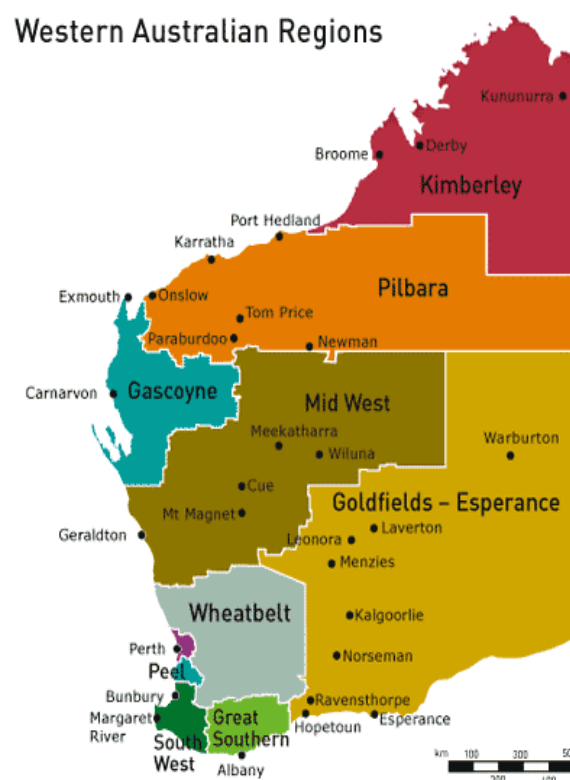 Western Australian Regions
Kununurra
Derby
Broome
Kimberley
Port Hedland
Karratha
Pilbara
Exmouth
Onslow
Tom Price
Paraburdoo
Newman
Carnarvon
Gascoyne
Mid West
Meekatharra
Warburton
Wiluna
Cue
Goldfields – Esperance
Mt Magnet
Laverton
Geraldton
Leonora
Menzies
Wheatbelt
Kalgoorlie
Perth
Norseman
Peel
Bunbury
Ravensthorpe
Margaret
River
Great
Southern
Hopetoun
Esperance
South
West
Albany
km 100 300